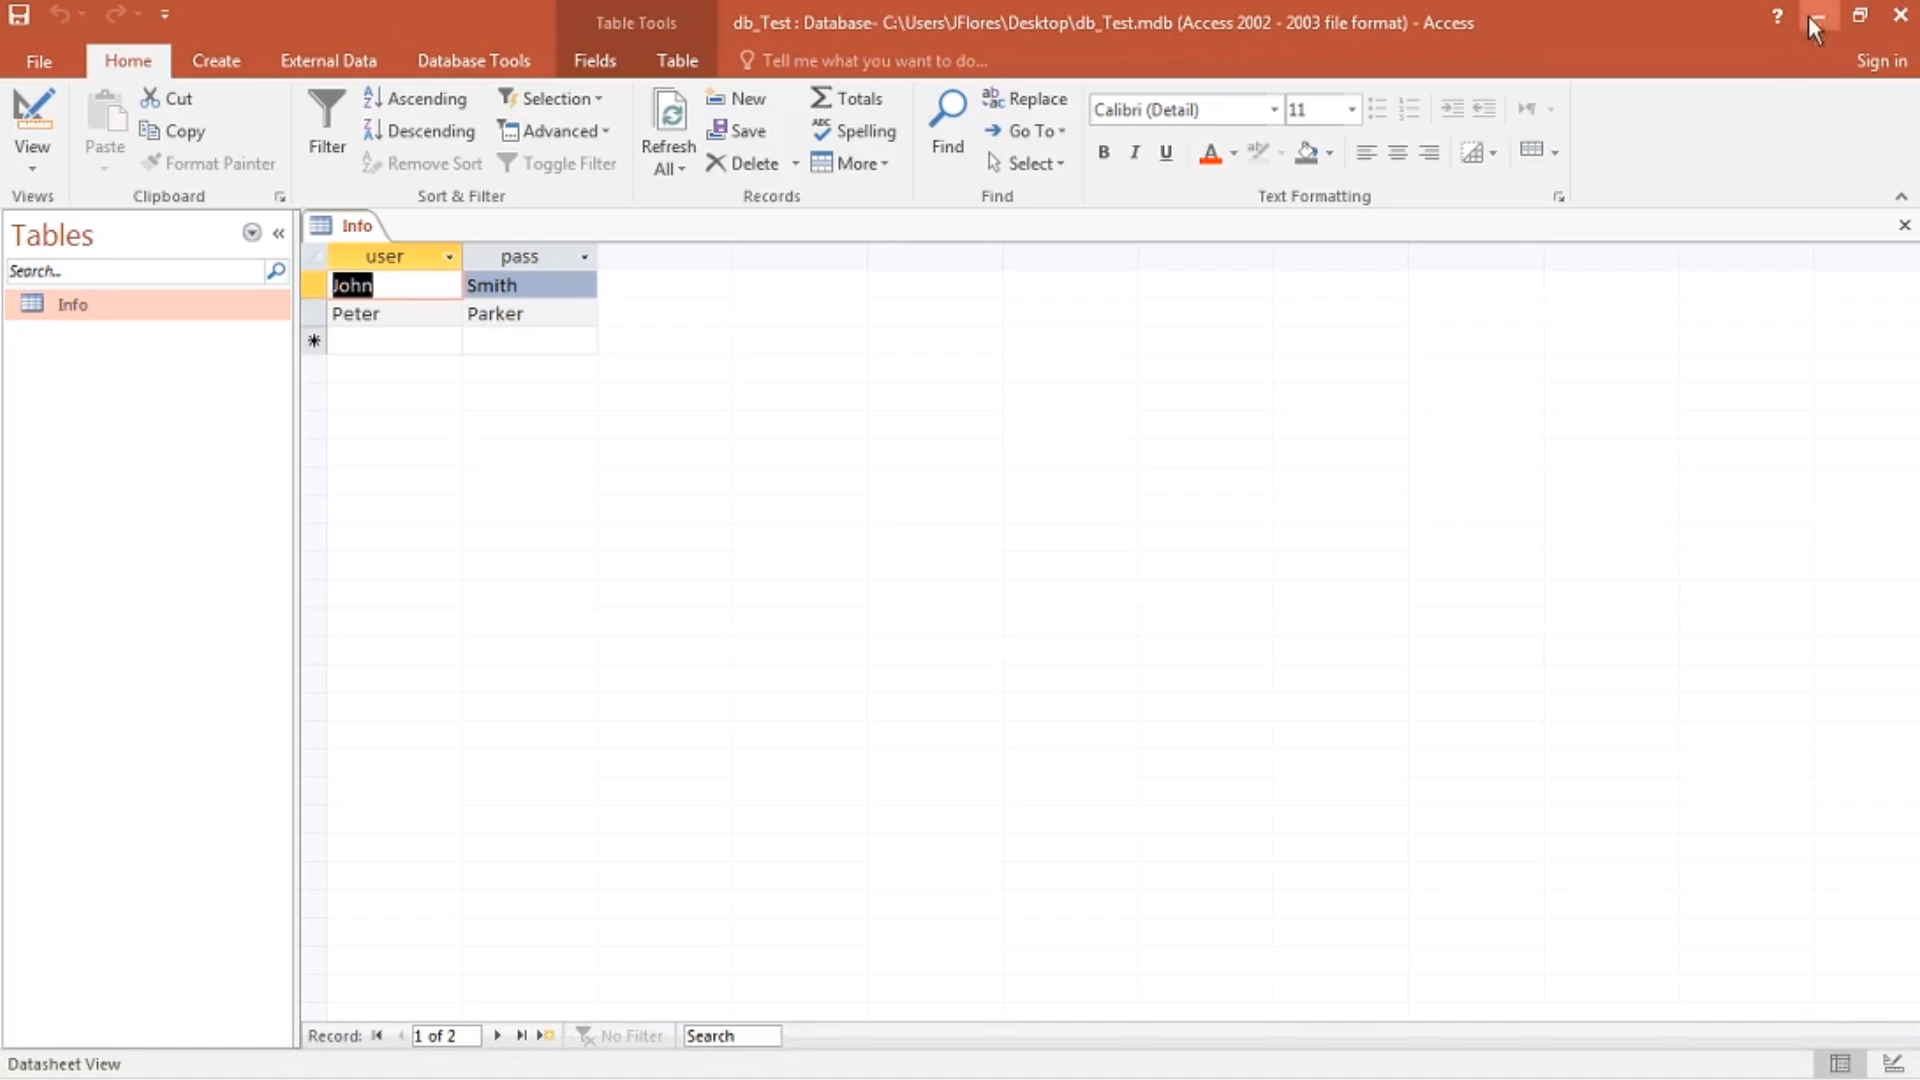 Table Tools
db_Test : Database- C:\Users\JFlores\Desktop\db_Test.mdb (Access 2002 - 2003 file format) - Access
?
File Home Create External Data Database Tools Fields Table Tell me what you want to do... Sign in
View
Views
Paste
Cut
Copy
Format Painter
Clipboard
Filter
Ascending
Descending
Remove Sort
Selection
Advanced
Toggle Filter
Sort & Filter
Refresh
All
New
Save
Delete
Totals
Spelling
More
Records
Find
Replace
Go To
Select
Find
Calibri (Detail) 11
B I U A
Text Formatting
Tables
Search...
Info
Info
user pass
John Smith
Peter Parker
Record: 1 of 2 No Filter Search
Datasheet View